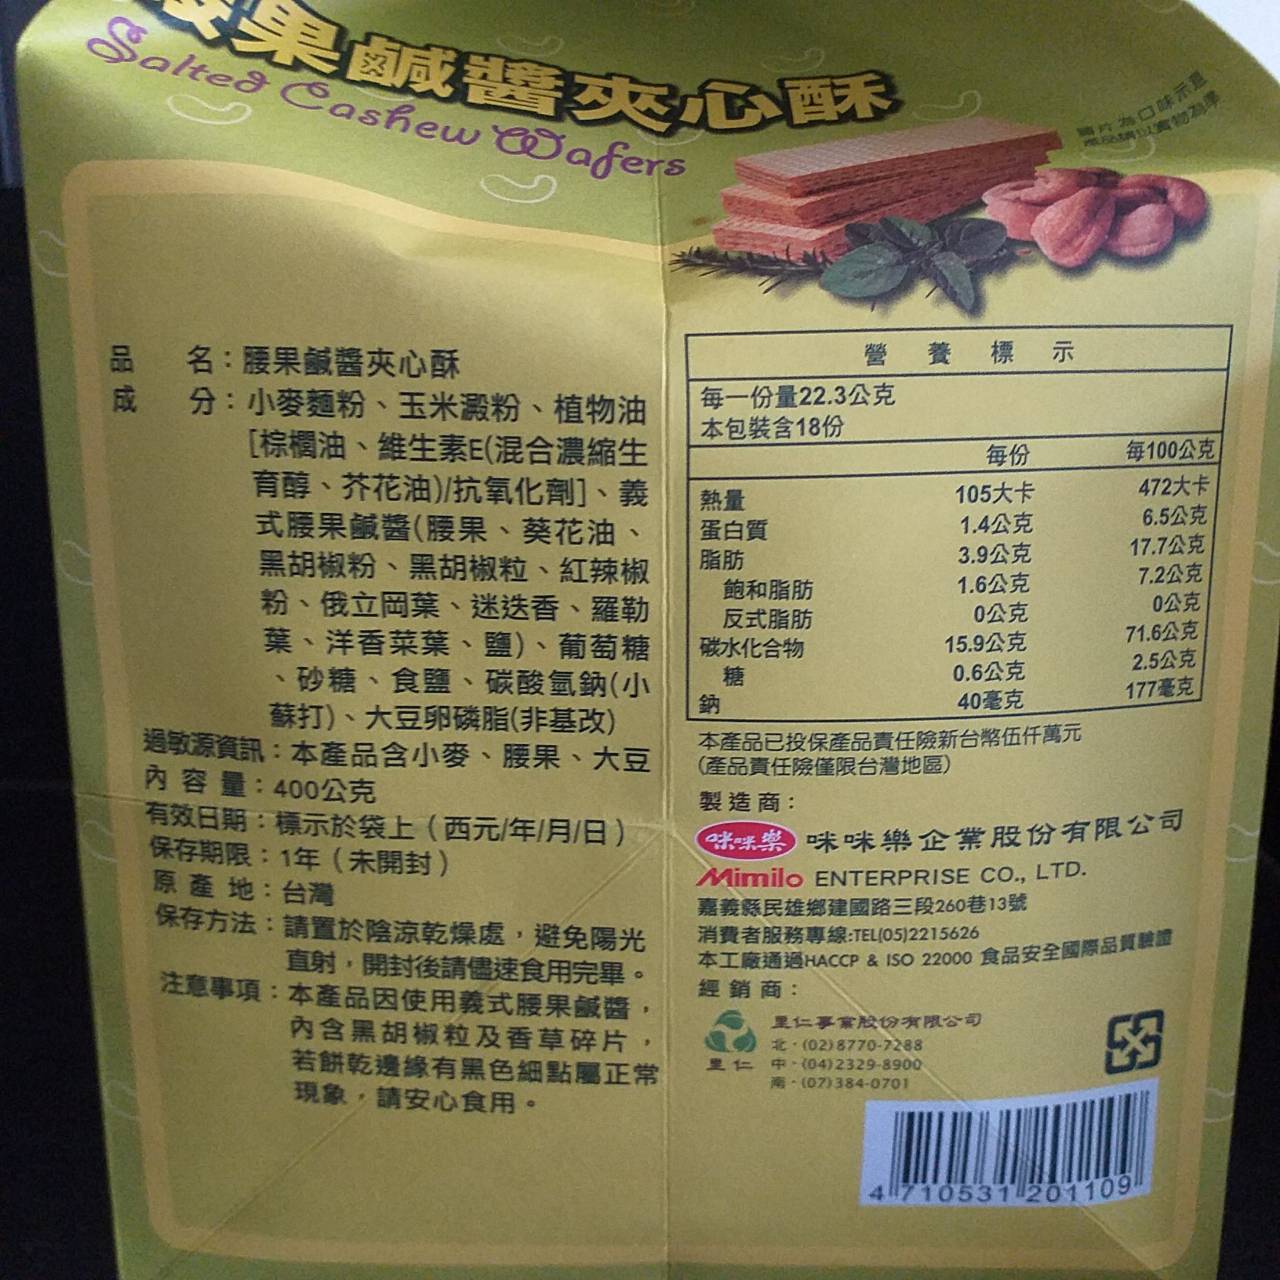 果鹹醬夾心酥
Salted Cashew Wafers
圖片為口味示意
產品請以實物為準
品 名：腰果鹹醬夾心酥
成 分：小麥麵粉、玉米澱粉、植物油
[棕櫚油、維生素E(混合濃縮生
育醇、芥花油)/抗氧化劑]、義
式腰果鹹醬(腰果、葵花油、
黑胡椒粉、黑胡椒粒、紅辣椒
粉、俄立岡葉、迷迭香、羅勒
葉、洋香菜葉、鹽)、葡萄糖
、砂糖、食鹽、碳酸氫鈉(小
蘇打)、大豆卵磷脂(非基改)
過敏源資訊：本產品含小麥、腰果、大豆
內容量：400公克
有效日期：標示於袋上（西元/年/月/日）
保存期限：1年（未開封）
原產地：台灣
保存方法：請置於陰涼乾燥處，避免陽光
直射，開封後請儘速食用完畢。
注意事項：本產品因使用義式腰果鹹醬，
內含黑胡椒粒及香草碎片，
若餅乾邊緣有黑色細點屬正常
現象，請安心食用。
營養標示
每一份量22.3公克
本包裝含18份
每份 每100公克
熱量 105大卡 472大卡
蛋白質 1.4公克 6.5公克
脂肪 3.9公克 17.7公克
飽和脂肪 1.6公克 7.2公克
反式脂肪 0公克 0公克
碳水化合物 15.9公克 71.6公克
糖 0.6公克 2.5公克
鈉 40毫克 177毫克
本產品已投保產品責任險新台幣伍仟萬元
(產品責任險僅限台灣地區)
製造商：
咪咪樂 咪咪樂企業股份有限公司
Mimilo ENTERPRISE CO., LTD.
嘉義縣民雄鄉建國路三段260巷13號
消費者服務專線:TEL(05)2215626
本工廠通過HACCP & ISO 22000 食品安全國際品質驗證
經銷商：
里仁事業股份有限公司
北・(02)8770-7288
里仁 中・(04)2329-8900
南・(07)384-0701
4 710531 201109